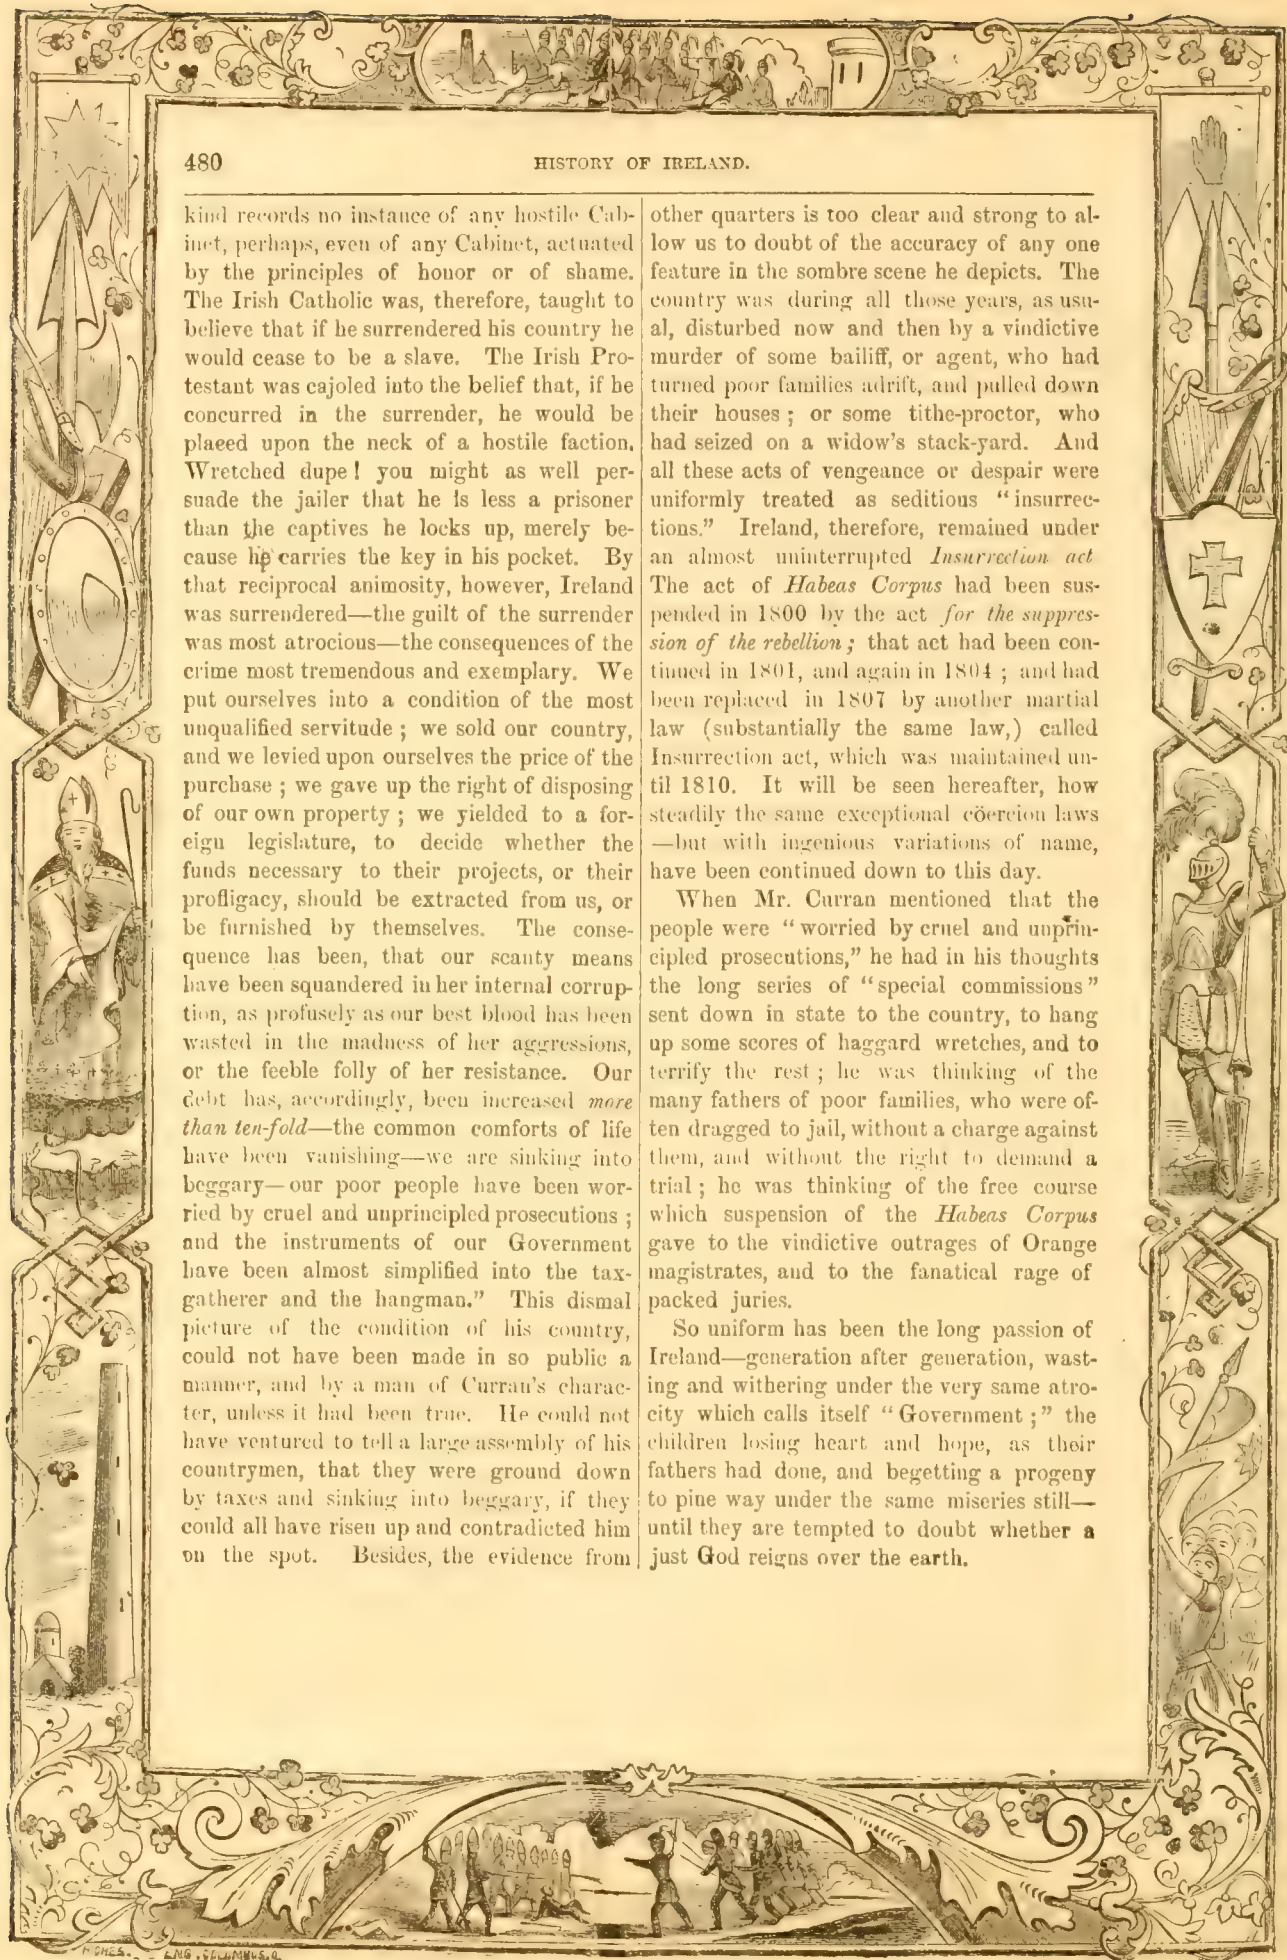 480
HISTORY OF IRELAND.
kind records no instance of any hostile Cab-
inet, perhaps, even of any Cabinet, actuated
by the principles of honor or of shame.
The Irish Catholic was, therefore, taught to
believe that if he surrendered his country he
would cease to be a slave. The Irish Pro-
testant was cajoled into the belief that, if he
concurred in the surrender, he would be
placed upon the neck of a hostile faction.
Wretched dupe! you might as well per-
suade the jailer that he is less a prisoner
than the captives he locks up, merely be-
cause he carries the key in his pocket. By
that reciprocal animosity, however, Ireland
was surrendered—the guilt of the surrender
was most atrocious—the consequences of the
crime most tremendous and exemplary. We
put ourselves into a condition of the most
unqualified servitude; we sold our country,
and we levied upon ourselves the price of the
purchase; we gave up the right of disposing
of our own property; we yielded to a for-
eign legislature, to decide whether the
funds necessary to their projects, or their
profligacy, should be extracted from us, or
be furnished by themselves. The conse-
quence has been, that our scanty means
have been squandered in her internal corrup-
tion, as profusely as our best blood has been
wasted in the madness of her aggressions,
or the feeble folly of her resistance. Our
debt has, accordingly, been increased more
than ten-fold—the common comforts of life
have been vanishing—we are sinking into
beggary—our poor people have been wor-
ried by cruel and unprincipled prosecutions;
and the instruments of our Government
have been almost simplified into the tax-
gatherer and the hangman.” This dismal
picture of the condition of his country,
could not have been made in so public a
manner, and by a man of Curran's charac-
ter, unless it had been true. He could not
have ventured to tell a large assembly of his
countrymen, that they were ground down
by taxes and sinking into beggary, if they
could all have risen up and contradicted him
on the spot. Besides, the evidence from
other quarters is too clear and strong to al-
low us to doubt of the accuracy of any one
feature in the sombre scene he depicts. The
country was during all those years, as usu-
al, disturbed now and then by a vindictive
murder of some bailiff, or agent, who had
turned poor families adrift, and pulled down
their houses; or some tithe-proctor, who
had seized on a widow's stack-yard. And
all these acts of vengeance or despair were
uniformly treated as seditious “insurrec-
tions.” Ireland, therefore, remained under
an almost uninterrupted Insurrection act
The act of Habeas Corpus had been sus-
pended in 1800 by the act for the suppres-
sion of the rebellion; that act had been con-
tinued in 1801, and again in 1804; and had
been replaced in 1807 by another martial
law (substantially the same law,) called
Insurrection act, which was maintained un-
til 1810. It will be seen hereafter, how
steadily the same exceptional cöercion laws
—but with ingenious variations of name,
have been continued down to this day.
When Mr. Curran mentioned that the
people were “worried by cruel and unprin-
cipled prosecutions,” he had in his thoughts
the long series of “special commissions”
sent down in state to the country, to hang
up some scores of haggard wretches, and to
terrify the rest; he was thinking of the
many fathers of poor families, who were of-
ten dragged to jail, without a charge against
them, and without the right to demand a
trial; he was thinking of the free course
which suspension of the Habeas Corpus
gave to the vindictive outrages of Orange
magistrates, and to the fanatical rage of
packed juries.
So uniform has been the long passion of
Ireland—generation after generation, wast-
ing and withering under the very same atro-
city which calls itself “Government;” the
children losing heart and hope, as their
fathers had done, and begetting a progeny
to pine way under the same miseries still—
until they are tempted to doubt whether a
just God reigns over the earth.
ENG. COLUMBUS. O.